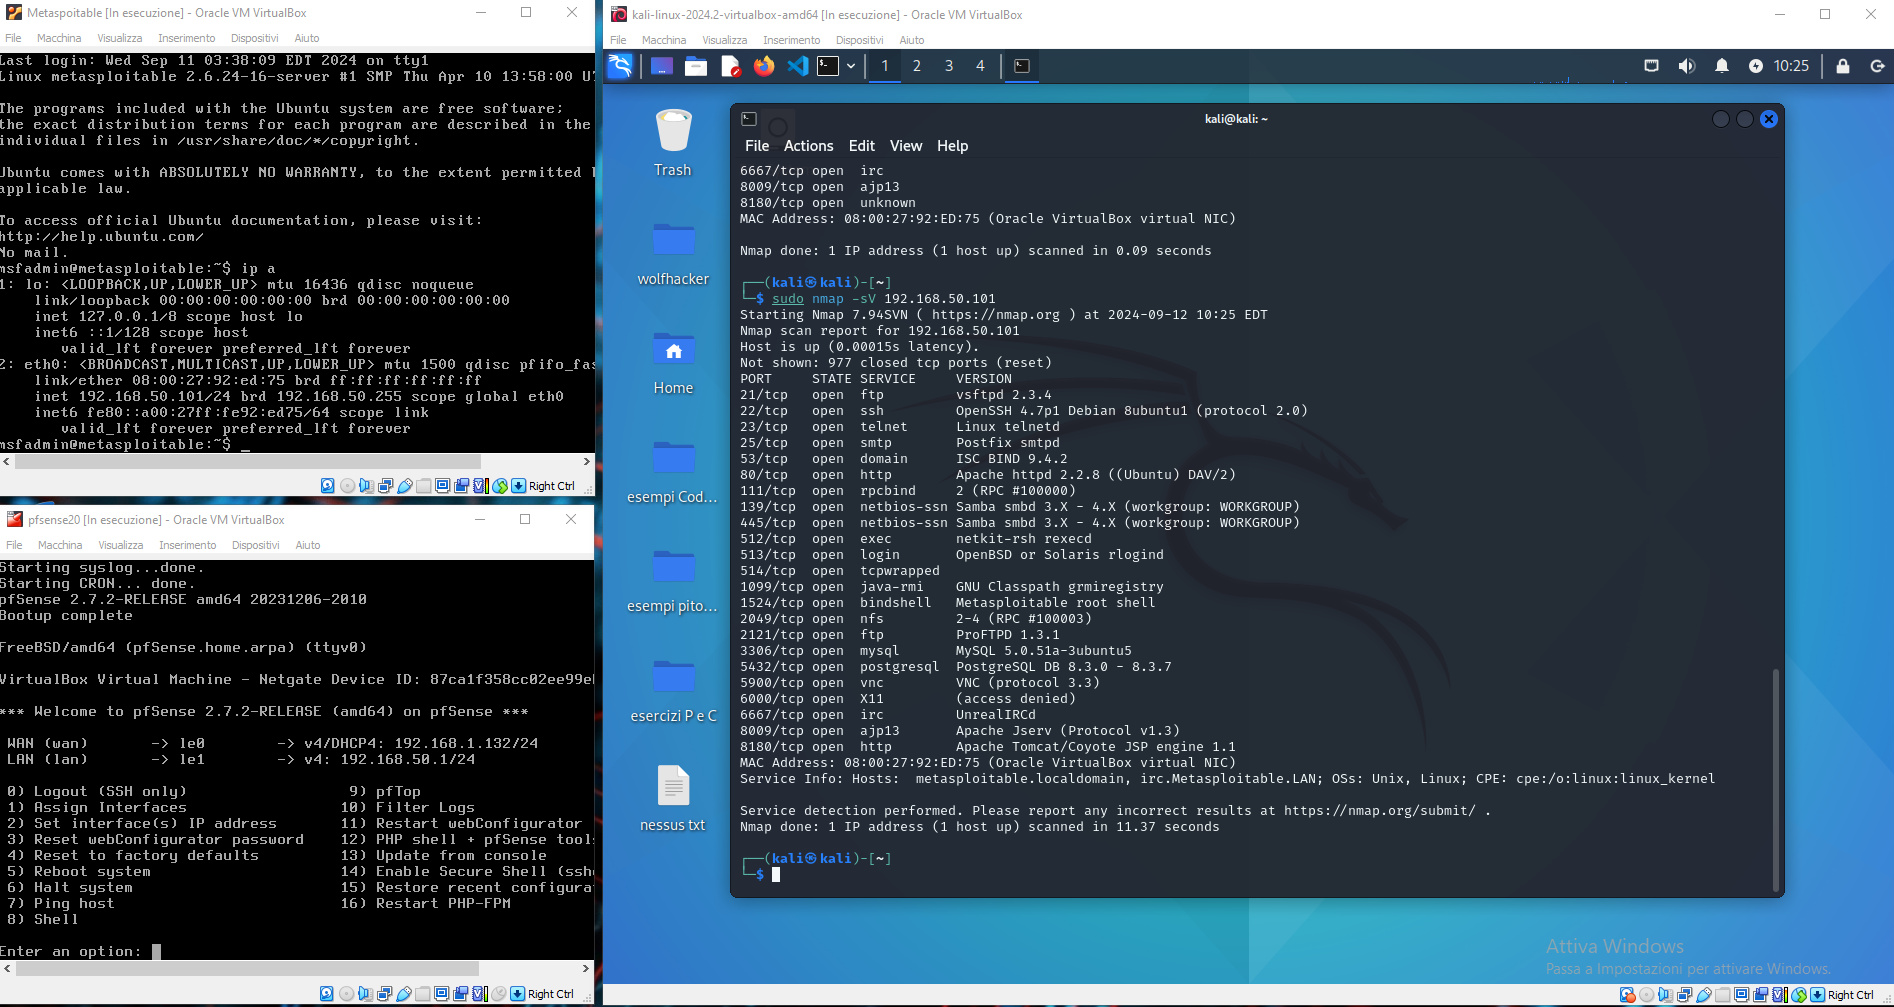 Metaspoitable [In esecuzione] - Oracle VM VirtualBox
File Macchina Visualizza Inserimento Dispositivi Aiuto
Last login: Wed Sep 11 03:38:09 EDT 2024 on tty1
Linux metasploitable 2.6.24-16-server #1 SMP Thu Apr 10 13:58:00 UT
The programs included with the Ubuntu system are free software;
the exact distribution terms for each program are described in the
individual files in /usr/share/doc/*/copyright.
Ubuntu comes with ABSOLUTELY NO WARRANTY, to the extent permitted b
applicable law.
To access official Ubuntu documentation, please visit:
http://help.ubuntu.com/
No mail.
msfadmin@metasploitable:~$ ip a
1: lo: <LOOPBACK,UP,LOWER_UP> mtu 16436 qdisc noqueue
link/loopback 00:00:00:00:00:00 brd 00:00:00:00:00:00
inet 127.0.0.1/8 scope host lo
inet6 ::1/128 scope host
valid_lft forever preferred_lft forever
2: eth0: <BROADCAST,MULTICAST,UP,LOWER_UP> mtu 1500 qdisc pfifo_fas
link/ether 08:00:27:92:ed:75 brd ff:ff:ff:ff:ff:ff
inet 192.168.50.101/24 brd 192.168.50.255 scope global eth0
inet6 fe80::a00:27ff:fe92:ed75/64 scope link
valid_lft forever preferred_lft forever
msfadmin@metasploitable:~$ _
Right Ctrl
pfsense20 [In esecuzione] - Oracle VM VirtualBox
File Macchina Visualizza Inserimento Dispositivi Aiuto
Starting syslog...done.
Starting CRON... done.
pfSense 2.7.2-RELEASE amd64 20231206-2010
Bootup complete
FreeBSD/amd64 (pfSense.home.arpa) (ttyv0)
VirtualBox Virtual Machine - Netgate Device ID: 87ca1f358cc02ee99e
*** Welcome to pfSense 2.7.2-RELEASE (amd64) on pfSense ***
WAN (wan) -> le0 -> v4/DHCP4: 192.168.1.132/24
LAN (lan) -> le1 -> v4: 192.168.50.1/24
0) Logout (SSH only) 9) pfTop
1) Assign Interfaces 10) Filter Logs
2) Set interface(s) IP address 11) Restart webConfigurator
3) Reset webConfigurator password 12) PHP shell + pfSense tools
4) Reset to factory defaults 13) Update from console
5) Reboot system 14) Enable Secure Shell (sshd
6) Halt system 15) Restore recent configurat
7) Ping host 16) Restart PHP-FPM
8) Shell
Enter an option:
Right Ctrl
kali-linux-2024.2-virtualbox-amd64 [In esecuzione] - Oracle VM VirtualBox
File Macchina Visualizza Inserimento Dispositivi Aiuto
1 2 3 4 10:25
Trash
wolfhacker
Home
esempi Cod...
esempi pito...
esercizi P e C
nessus txt
kali@kali: ~
File Actions Edit View Help
6667/tcp open irc
8009/tcp open ajp13
8180/tcp open unknown
MAC Address: 08:00:27:92:ED:75 (Oracle VirtualBox virtual NIC)
Nmap done: 1 IP address (1 host up) scanned in 0.09 seconds
┌──(kali㉿kali)-[~]
└─$ sudo nmap -sV 192.168.50.101
Starting Nmap 7.94SVN ( https://nmap.org ) at 2024-09-12 10:25 EDT
Nmap scan report for 192.168.50.101
Host is up (0.00015s latency).
Not shown: 977 closed tcp ports (reset)
PORT STATE SERVICE VERSION
21/tcp open ftp vsftpd 2.3.4
22/tcp open ssh OpenSSH 4.7p1 Debian 8ubuntu1 (protocol 2.0)
23/tcp open telnet Linux telnetd
25/tcp open smtp Postfix smtpd
53/tcp open domain ISC BIND 9.4.2
80/tcp open http Apache httpd 2.2.8 ((Ubuntu) DAV/2)
111/tcp open rpcbind 2 (RPC #100000)
139/tcp open netbios-ssn Samba smbd 3.X - 4.X (workgroup: WORKGROUP)
445/tcp open netbios-ssn Samba smbd 3.X - 4.X (workgroup: WORKGROUP)
512/tcp open exec netkit-rsh rexecd
513/tcp open login OpenBSD or Solaris rlogind
514/tcp open tcpwrapped
1099/tcp open java-rmi GNU Classpath grmiregistry
1524/tcp open bindshell Metasploitable root shell
2049/tcp open nfs 2-4 (RPC #100003)
2121/tcp open ftp ProFTPD 1.3.1
3306/tcp open mysql MySQL 5.0.51a-3ubuntu5
5432/tcp open postgresql PostgreSQL DB 8.3.0 - 8.3.7
5900/tcp open vnc VNC (protocol 3.3)
6000/tcp open X11 (access denied)
6667/tcp open irc UnrealIRCd
8009/tcp open ajp13 Apache Jserv (Protocol v1.3)
8180/tcp open http Apache Tomcat/Coyote JSP engine 1.1
MAC Address: 08:00:27:92:ED:75 (Oracle VirtualBox virtual NIC)
Service Info: Hosts: metasploitable.localdomain, irc.Metasploitable.LAN; OSs: Unix, Linux; CPE: cpe:/o:linux:linux_kernel
Service detection performed. Please report any incorrect results at https://nmap.org/submit/ .
Nmap done: 1 IP address (1 host up) scanned in 11.37 seconds
┌──(kali㉿kali)-[~]
└─$
Attiva Windows
Passa a Impostazioni per attivare Windows.
Right Ctrl